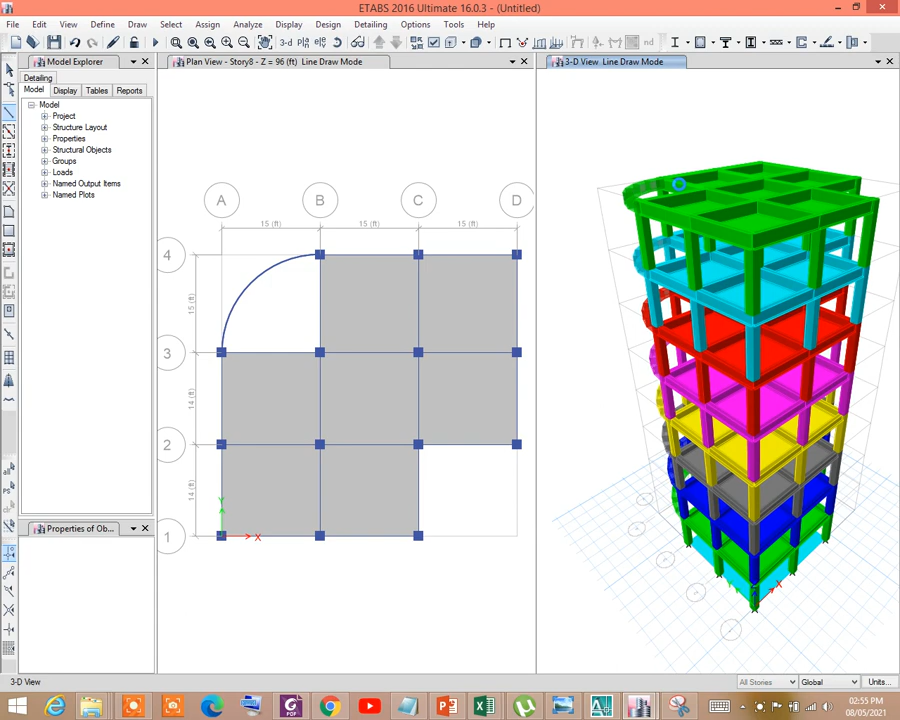 ETABS 2016 Ultimate 16.0.3 - (Untitled)
File Edit View Define Draw Select Assign Analyze Display Design Detailing Options Tools Help
3-d
nd
Model Explorer
Detailing
Model Display Tables Reports
Model
Project
Structure Layout
Properties
Structural Objects
Groups
Loads
Named Output Items
Named Plots
Properties of Ob...
Plan View - Story8 - Z = 96 (ft) Line Draw Mode
A B C D
15 (ft) 15 (ft) 15 (ft)
4
15 (ft)
3
14 (ft)
2
14 (ft)
1
Y
X
3-D View Line Draw Mode
X
3-D View
All Stories Global Units...
02:55 PM
08/05/2021